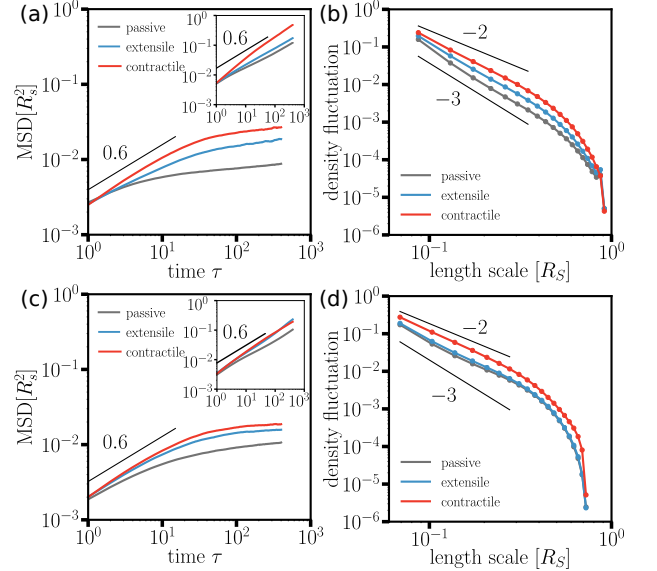 (a)
MSD[R_s^2]
10^0
10^-1
10^-2
10^-3
passive
extensile
contractile
0.6
10^0
10^-1
10^-2
10^-3
0.6
10^0 10^1 10^2 10^3
10^0 10^1 10^2 10^3
time τ
(b)
density fluctuation
10^0
10^-1
10^-2
10^-3
10^-4
10^-5
10^-6
−2
−3
passive
extensile
contractile
10^-1 10^0
length scale [R_S]
(c)
MSD[R_s^2]
10^0
10^-1
10^-2
10^-3
passive
extensile
contractile
0.6
10^0
10^-1
10^-2
10^-3
0.6
10^0 10^1 10^2 10^3
10^0 10^1 10^2 10^3
time τ
(d)
density fluctuation
10^0
10^-1
10^-2
10^-3
10^-4
10^-5
10^-6
−2
−3
passive
extensile
contractile
10^-1 10^0
length scale [R_S]